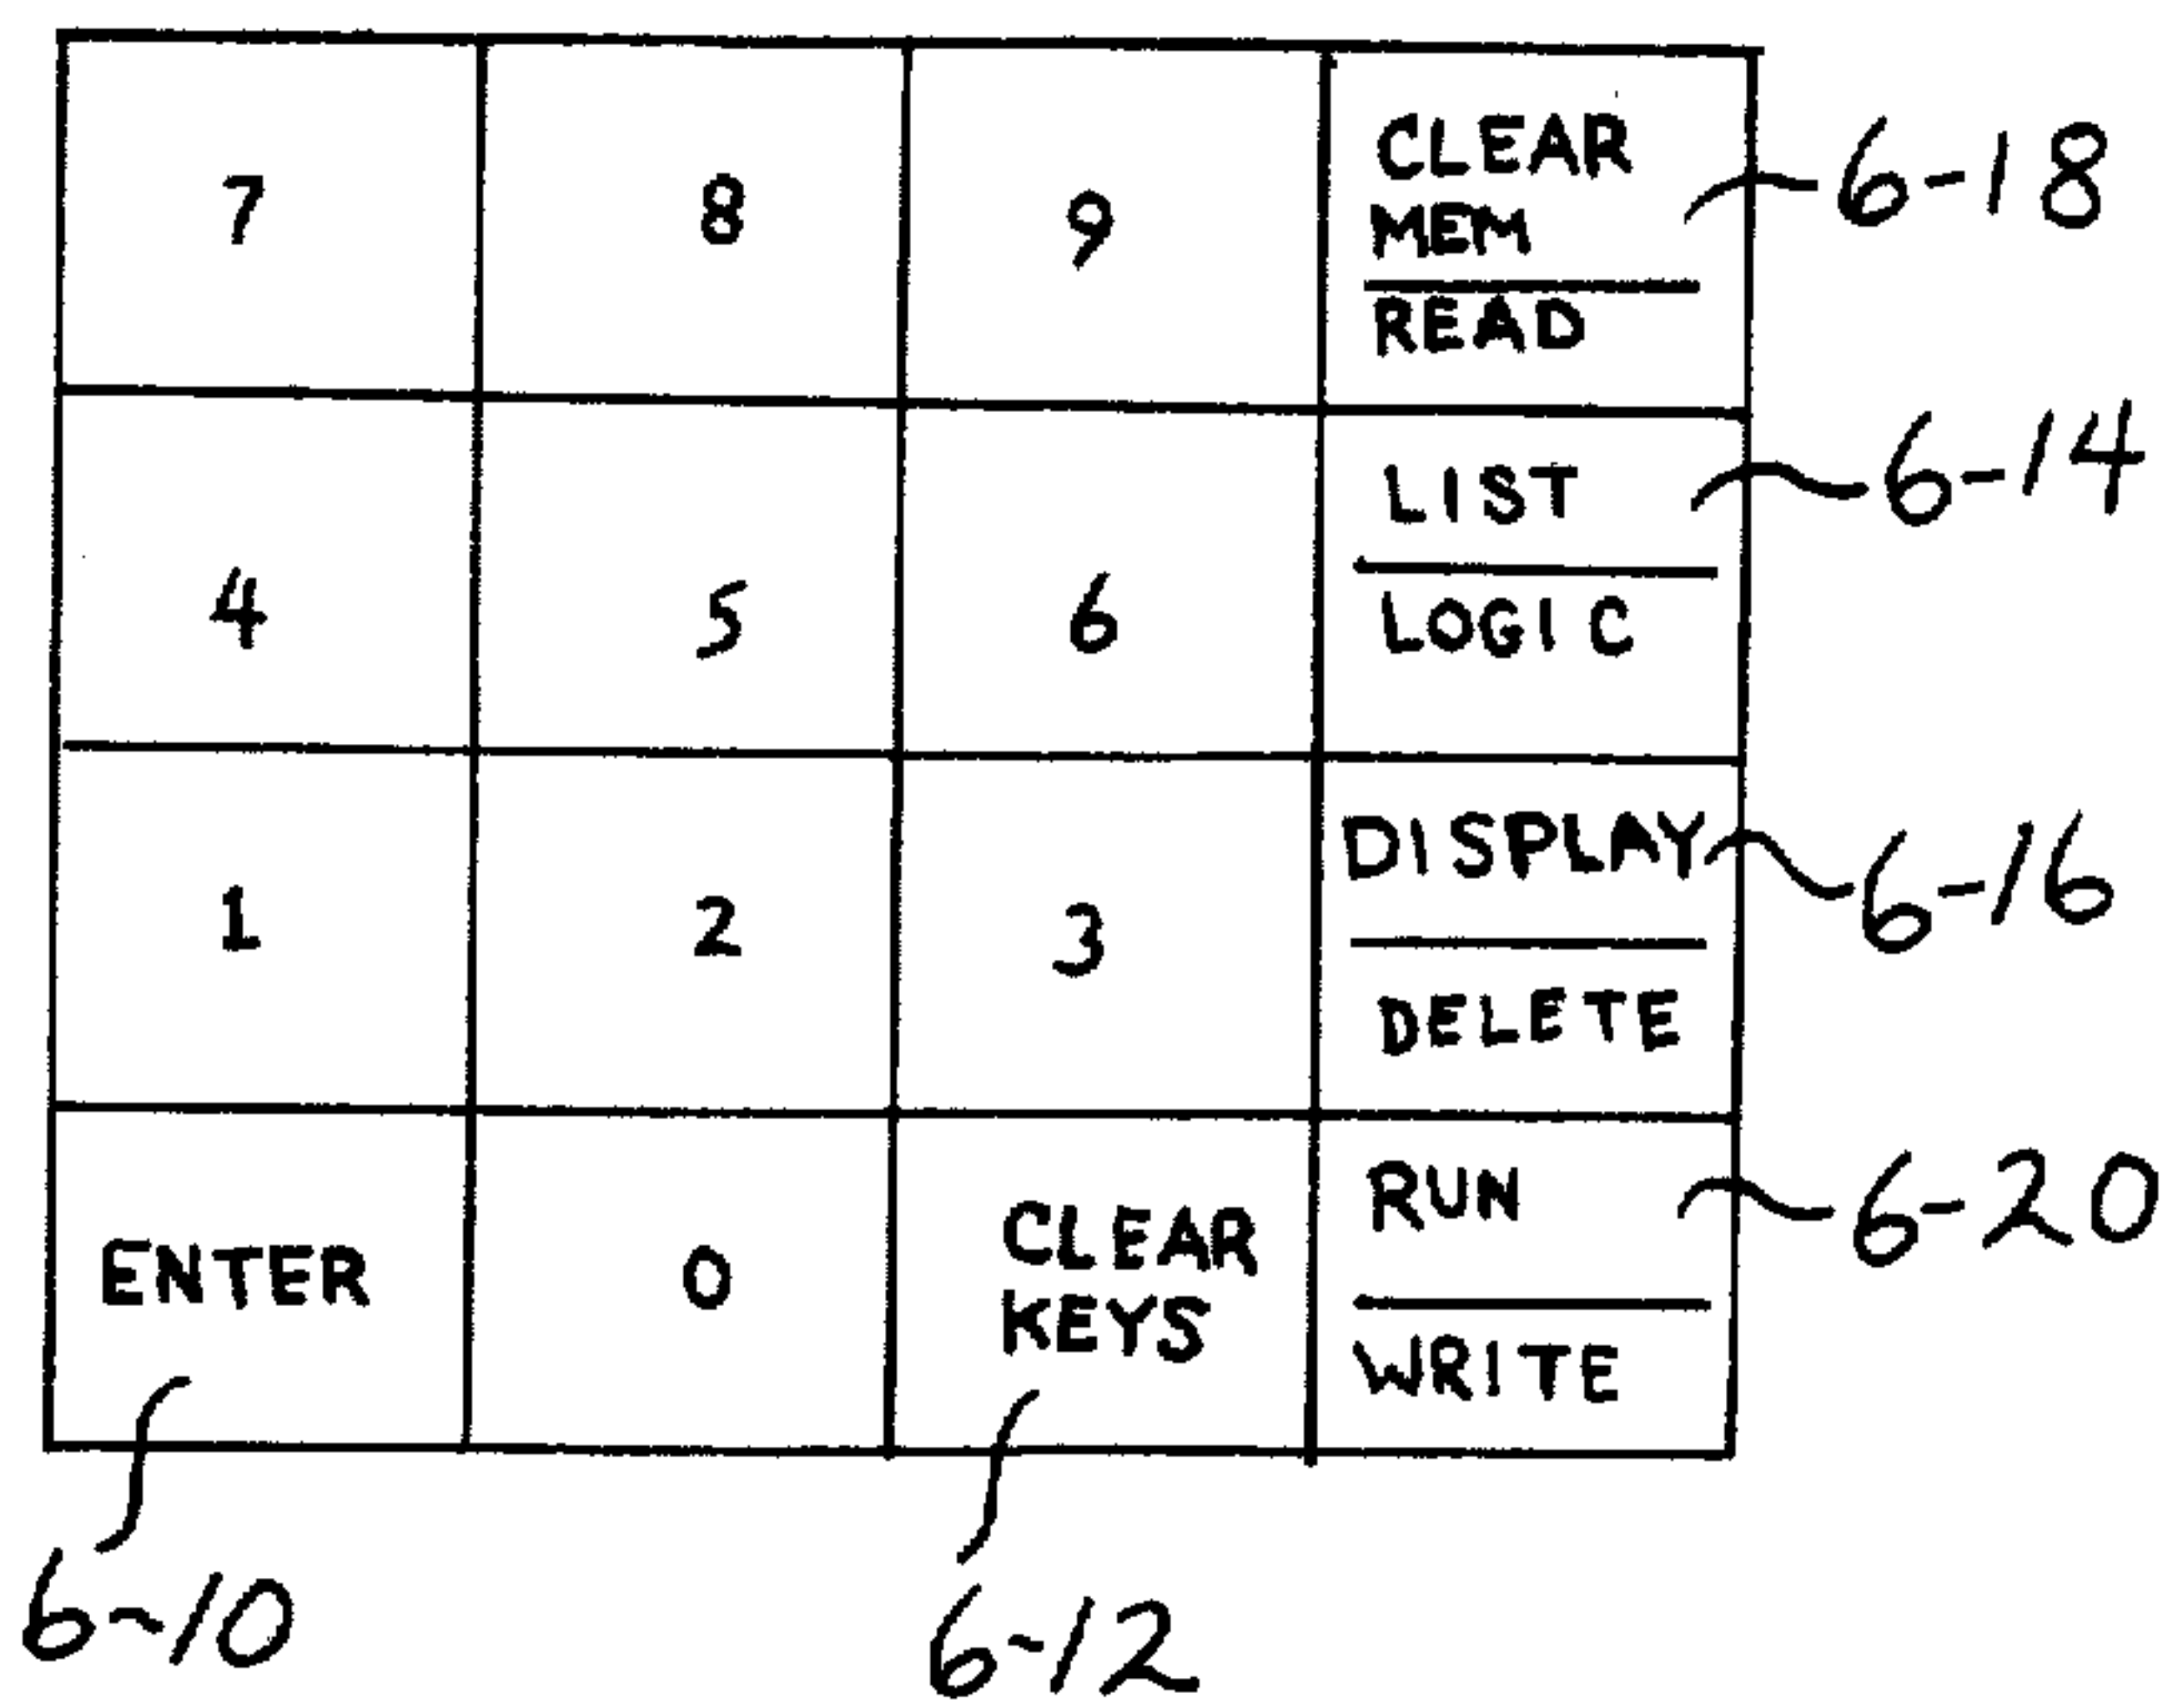 7 8 9 CLEAR
MEM
READ
6-18
4 5 6 LIST
LOGIC
6-14
1 2 3 DISPLAY
DELETE
6-16
ENTER 0 CLEAR
KEYS
RUN
WRITE
6-20
6-10
6-12